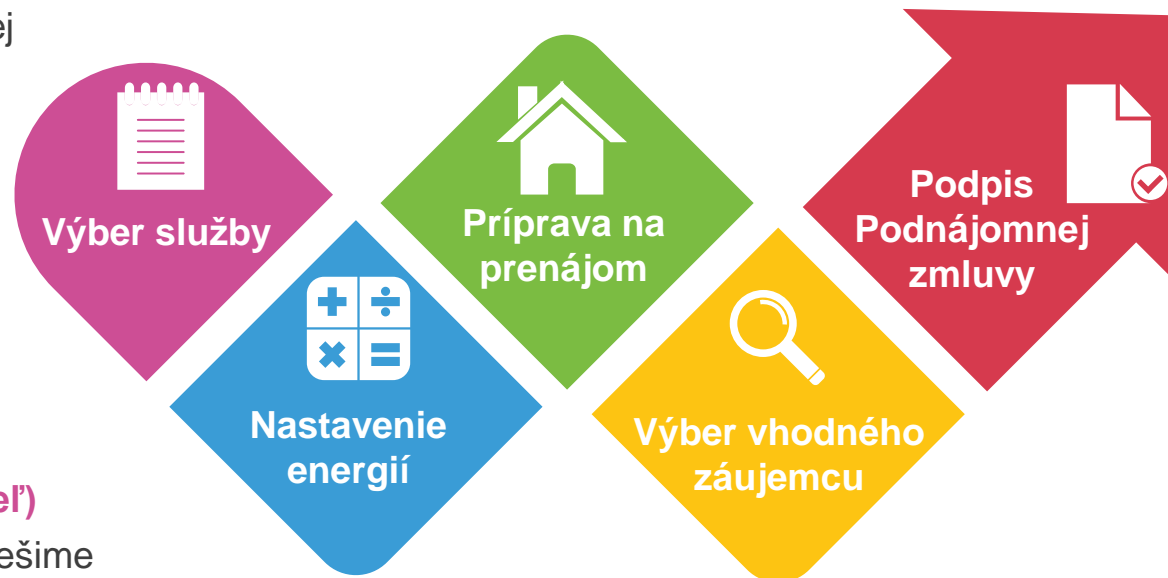 ej
Výber služby
Nastavenie
energií
Príprava na
prenájom
Výber vhodného
záujemcu
Podpis
Podnájomnej
zmluvy
eľ)
ešime